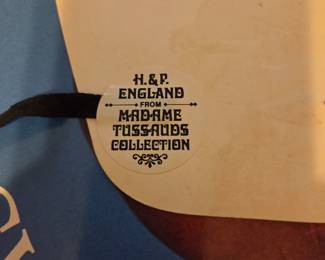 H.&P.
ENGLAND
FROM
MADAME
TUSSAUDS
COLLECTION